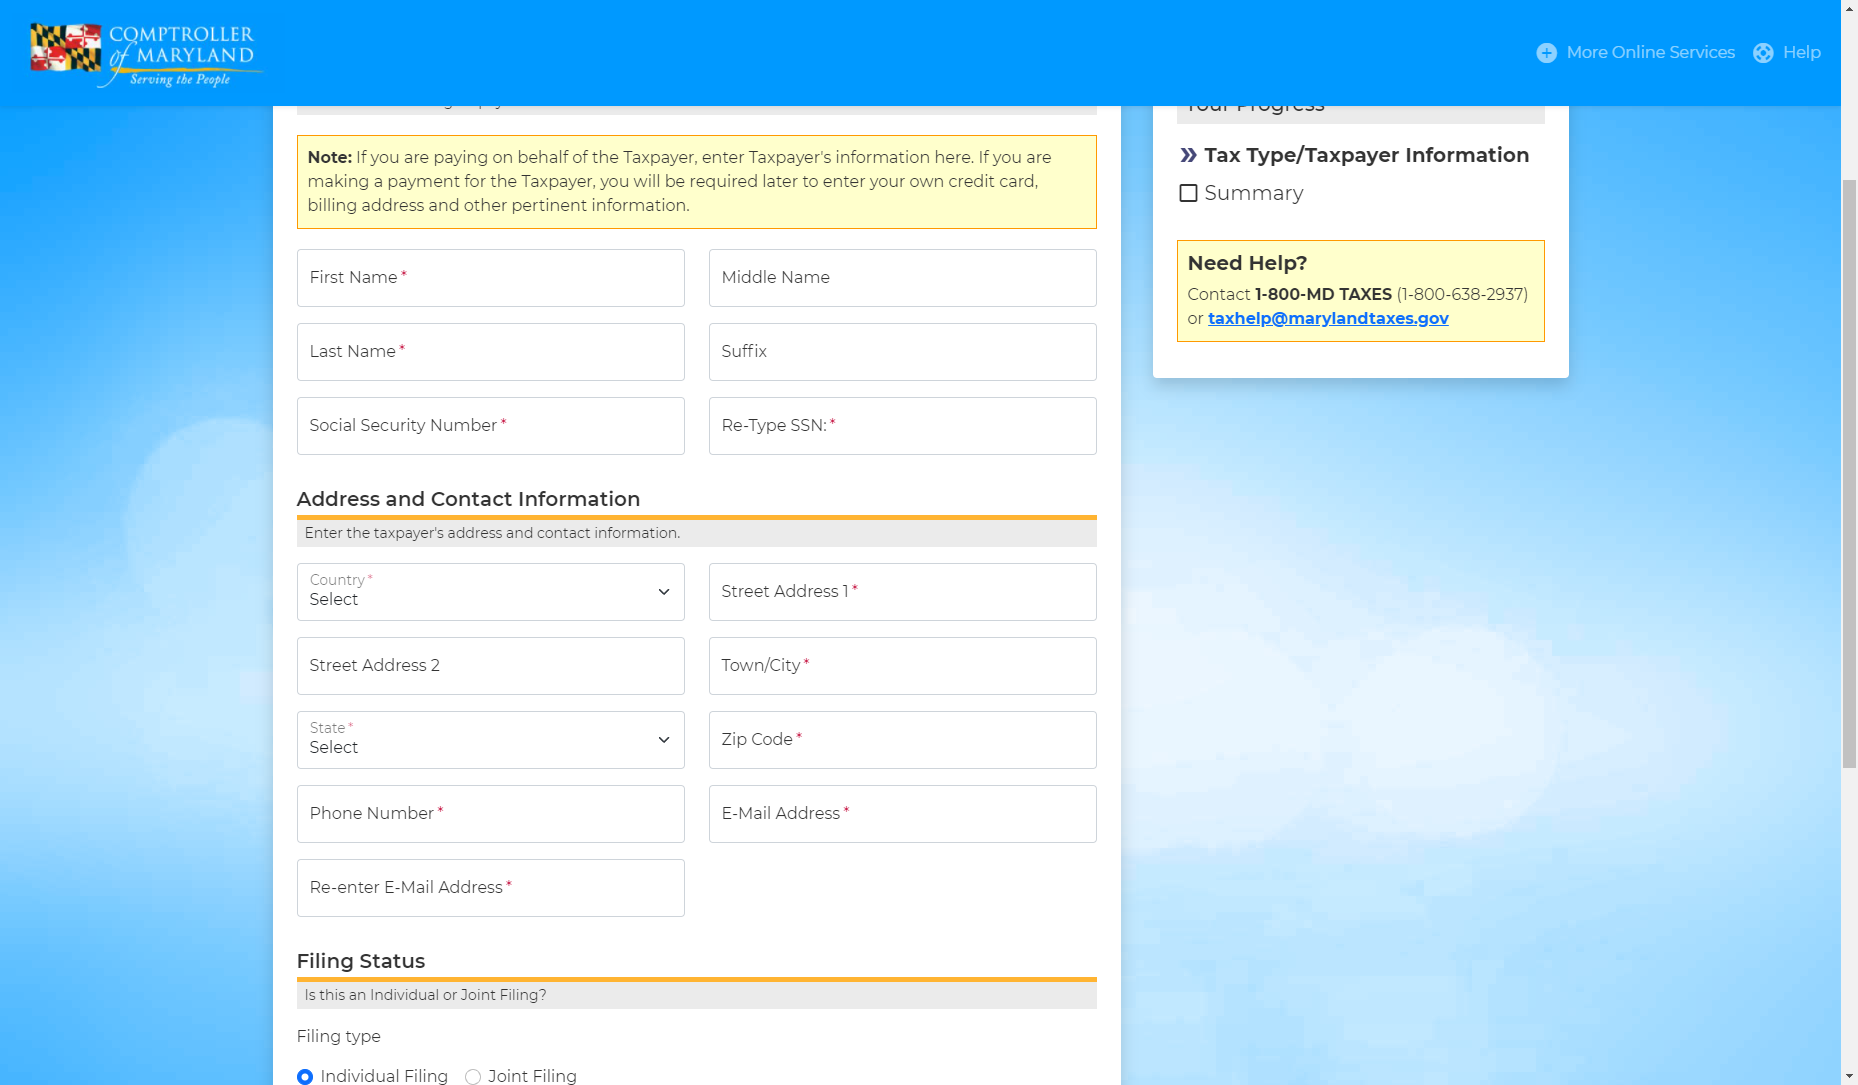 COMPTROLLER
of MARYLAND
Serving the People
More Online Services
Help
Your Progress
Note: If you are paying on behalf of the Taxpayer, enter Taxpayer's information here. If you are
making a payment for the Taxpayer, you will be required later to enter your own credit card,
billing address and other pertinent information.
Tax Type/Taxpayer Information
Summary
Need Help?
Contact 1-800-MD TAXES (1-800-638-2937)
or taxhelp@marylandtaxes.gov
First Name *
Middle Name
Last Name *
Suffix
Social Security Number *
Re-Type SSN: *
Address and Contact Information
Enter the taxpayer's address and contact information.
Country *
Select
Street Address 1 *
Street Address 2
Town/City *
State *
Select
Zip Code *
Phone Number *
E-Mail Address *
Re-enter E-Mail Address *
Filing Status
Is this an Individual or Joint Filing?
Filing type
Individual Filing
Joint Filing